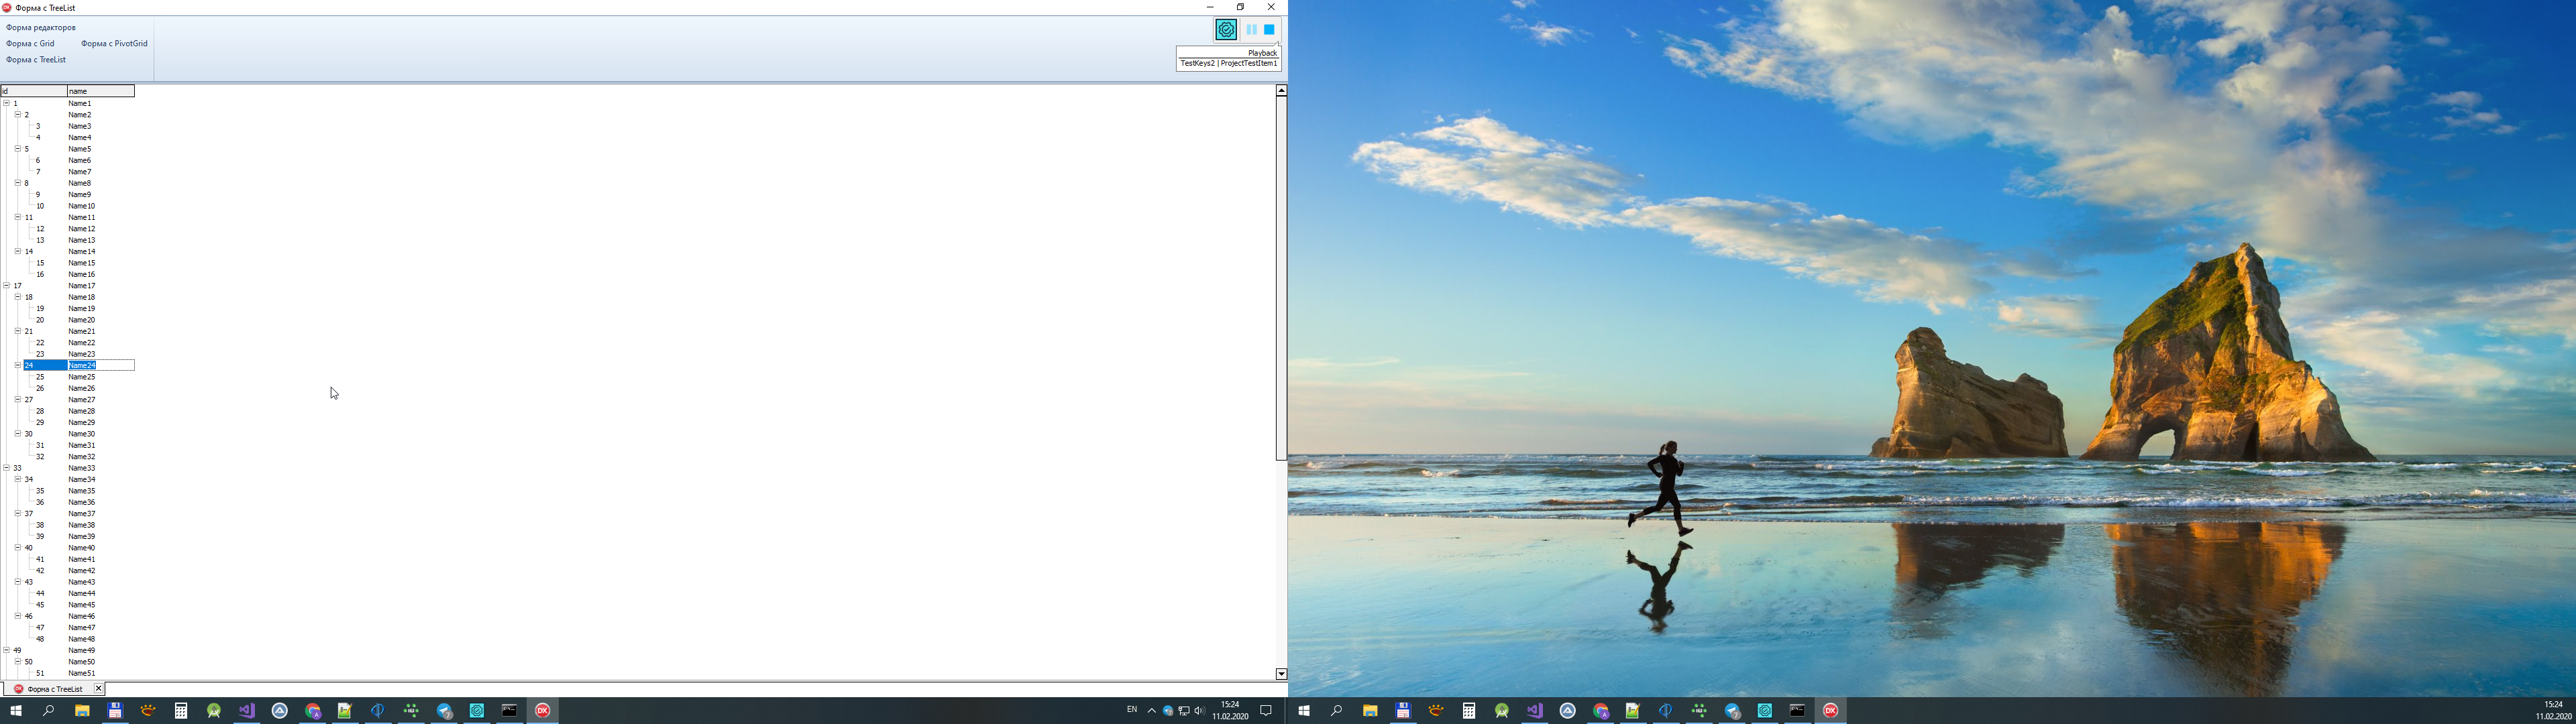 Форма с TreeList
Форма редакторов
Форма с Grid Форма с PivotGrid
Форма с TreeList
Playback
TestKeys2 | ProjectTestItem1
id name
1 Name1
2 Name2
3 Name3
4 Name4
5 Name5
6 Name6
7 Name7
8 Name8
9 Name9
10 Name10
11 Name11
12 Name12
13 Name13
14 Name14
15 Name15
16 Name16
17 Name17
18 Name18
19 Name19
20 Name20
21 Name21
22 Name22
23 Name23
24 Name24
25 Name25
26 Name26
27 Name27
28 Name28
29 Name29
30 Name30
31 Name31
32 Name32
33 Name33
34 Name34
35 Name35
36 Name36
37 Name37
38 Name38
39 Name39
40 Name40
41 Name41
42 Name42
43 Name43
44 Name44
45 Name45
46 Name46
47 Name47
48 Name48
49 Name49
50 Name50
51 Name51
DX Форма с TreeList
DX
EN
15:24
11.02.2020
DX
15:24
11.02.2020